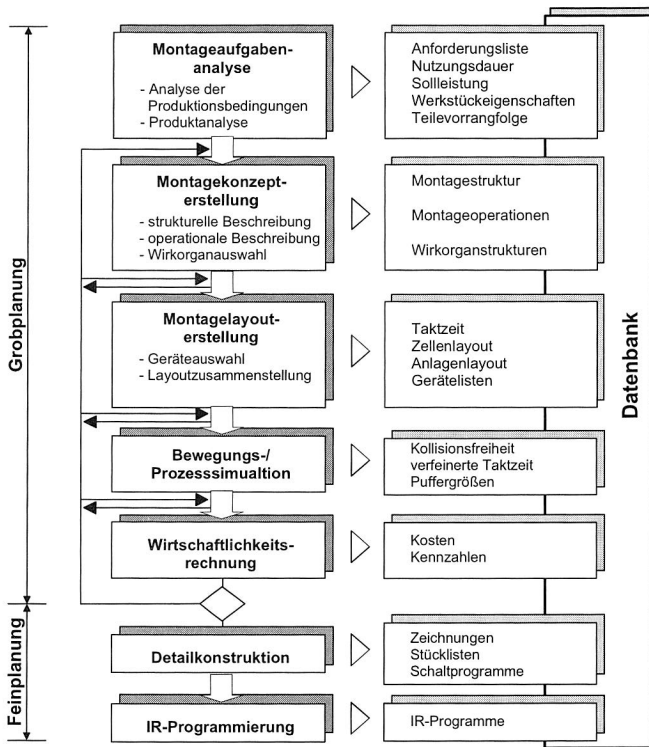 Montageaufgaben-
analyse
- Analyse der
Produktionsbedingungen
- Produktanalyse
Anforderungsliste
Nutzungsdauer
Sollleistung
Werkstückeigenschaften
Teilevorrangfolge
Montagekonzept-
erstellung
- strukturelle Beschreibung
- operationale Beschreibung
- Wirkorganauswahl
Montagestruktur
Montageoperationen
Wirkorganstrukturen
Montagelayout-
erstellung
- Geräteauswahl
- Layoutzusammenstellung
Taktzeit
Zellenlayout
Anlagenlayout
Gerätelisten
Bewegungs-/
Prozesssimualtion
Kollisionsfreiheit
verfeinerte Taktzeit
Puffergrößen
Wirtschaftlichkeits-
rechnung
Kosten
Kennzahlen
Detailkonstruktion
Zeichnungen
Stücklisten
Schaltprogramme
IR-Programmierung
IR-Programme
Grobplanung
Feinplanung
Datenbank